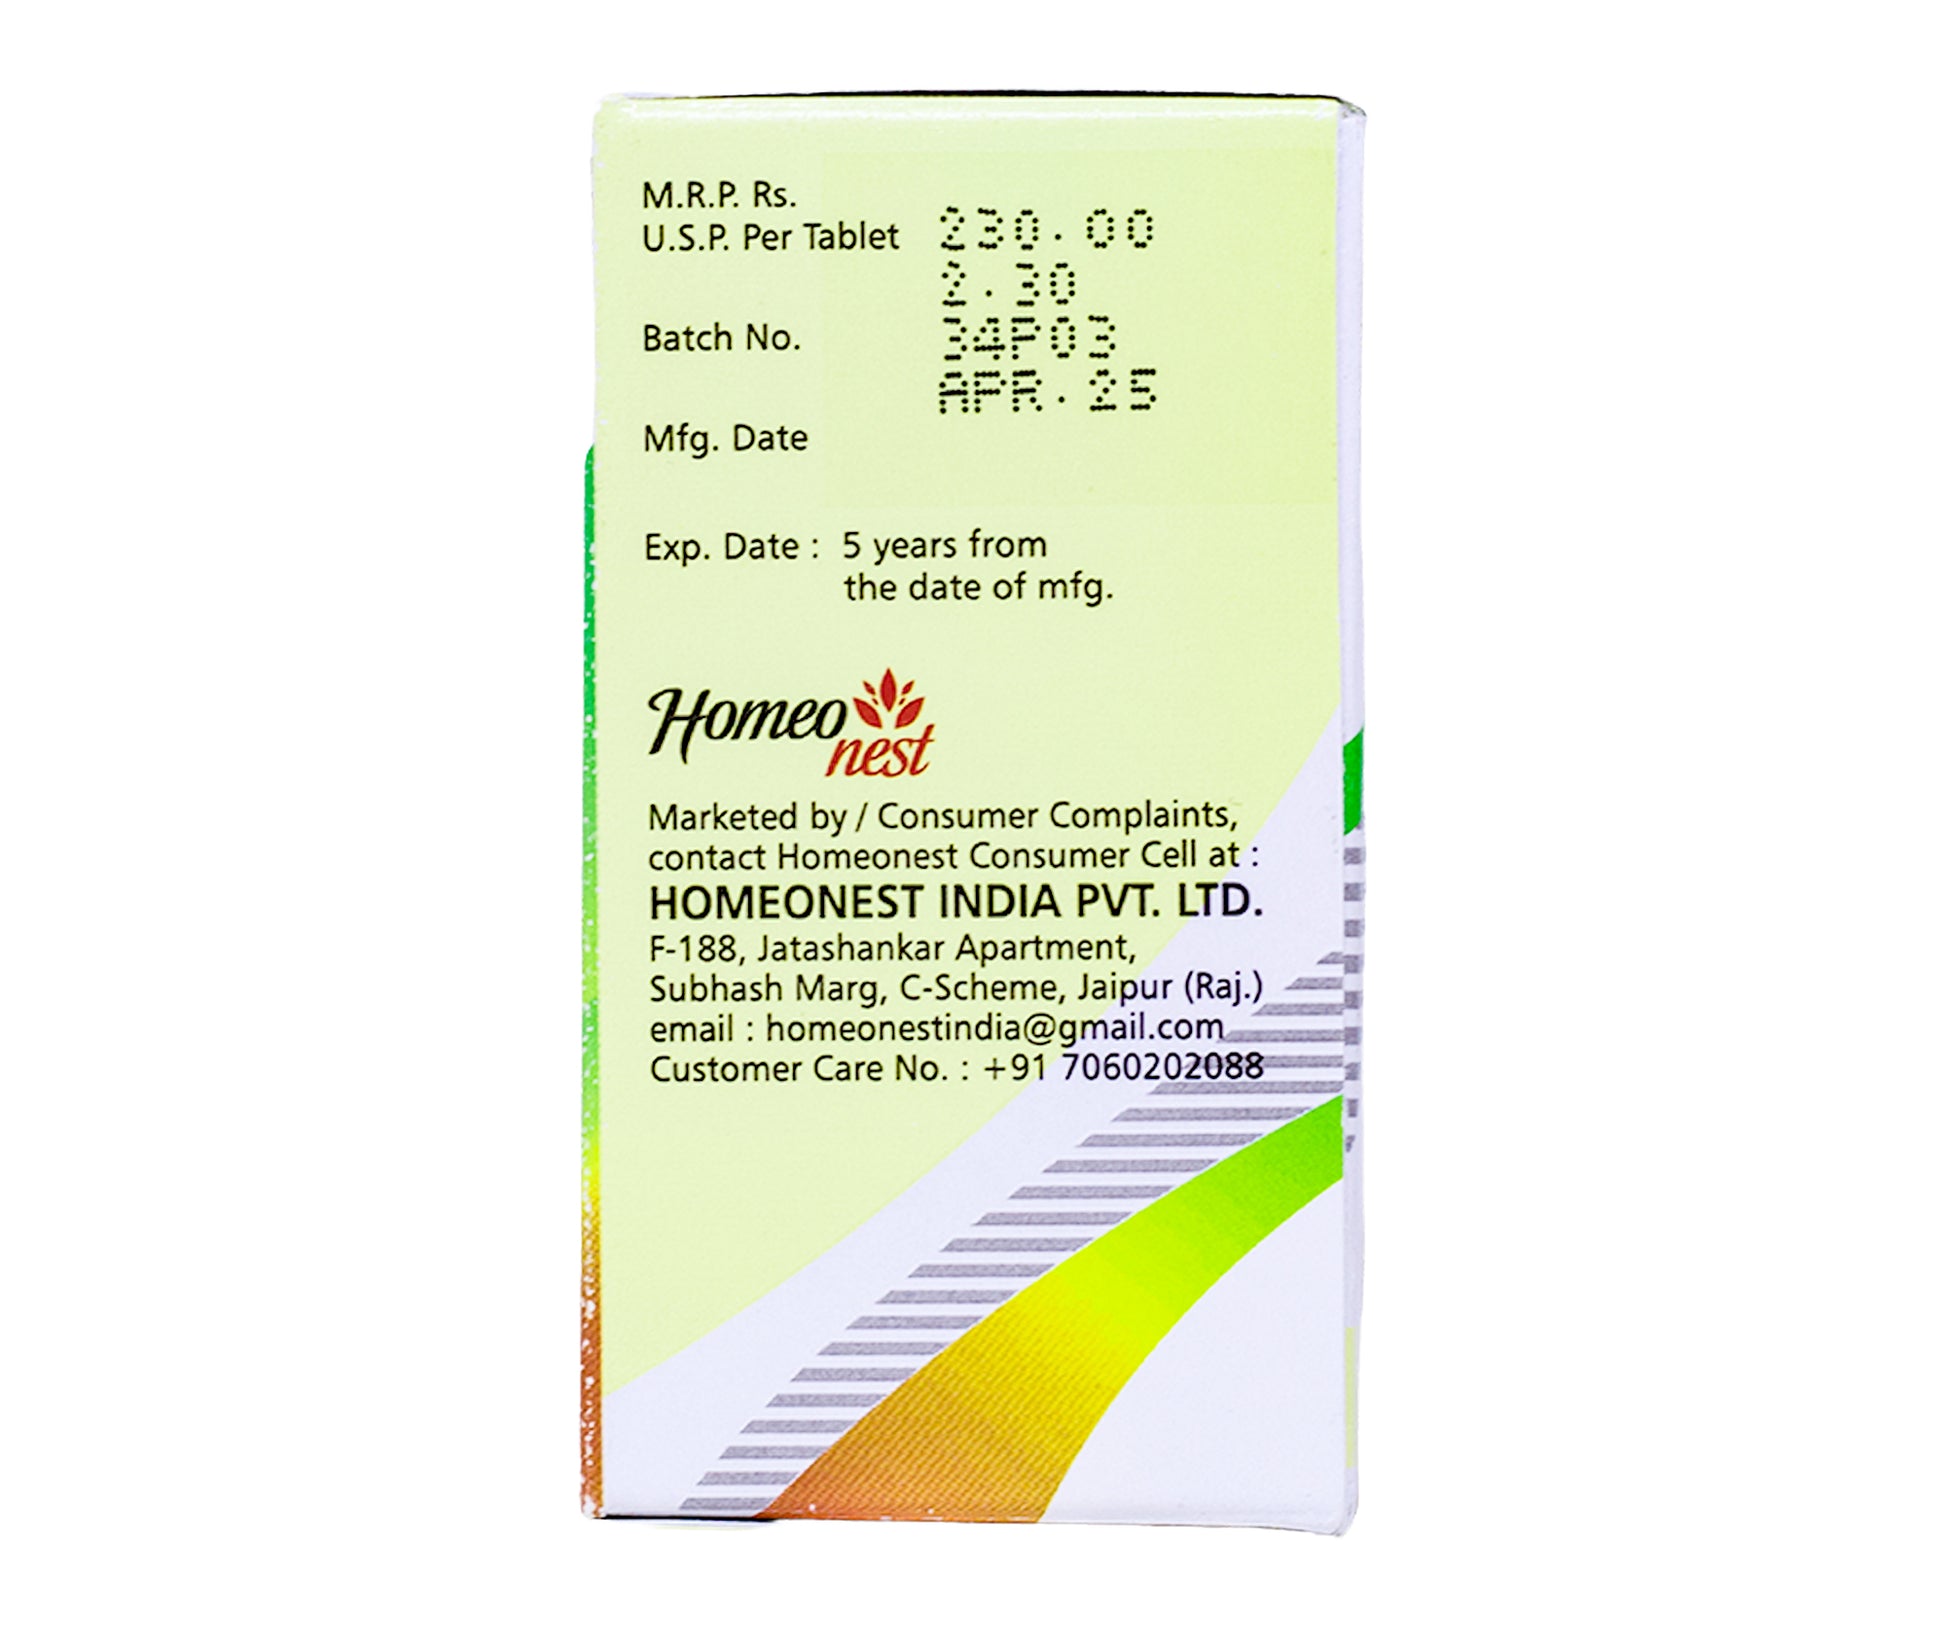 M.R.P. Rs.
U.S.P. Per Tablet
230.00
2.30
Batch No.
34P03
APR.25
Mfg. Date
Exp. Date : 5 years from
the date of mfg.
Homeo
nest
Marketed by / Consumer Complaints,
contact Homeonest Consumer Cell at :
HOMEONEST INDIA PVT. LTD.
F-188, Jatashankar Apartment,
Subhash Marg, C-Scheme, Jaipur (Raj.)
email : homeonestindia@gmail.com
Customer Care No. : +91 7060202088